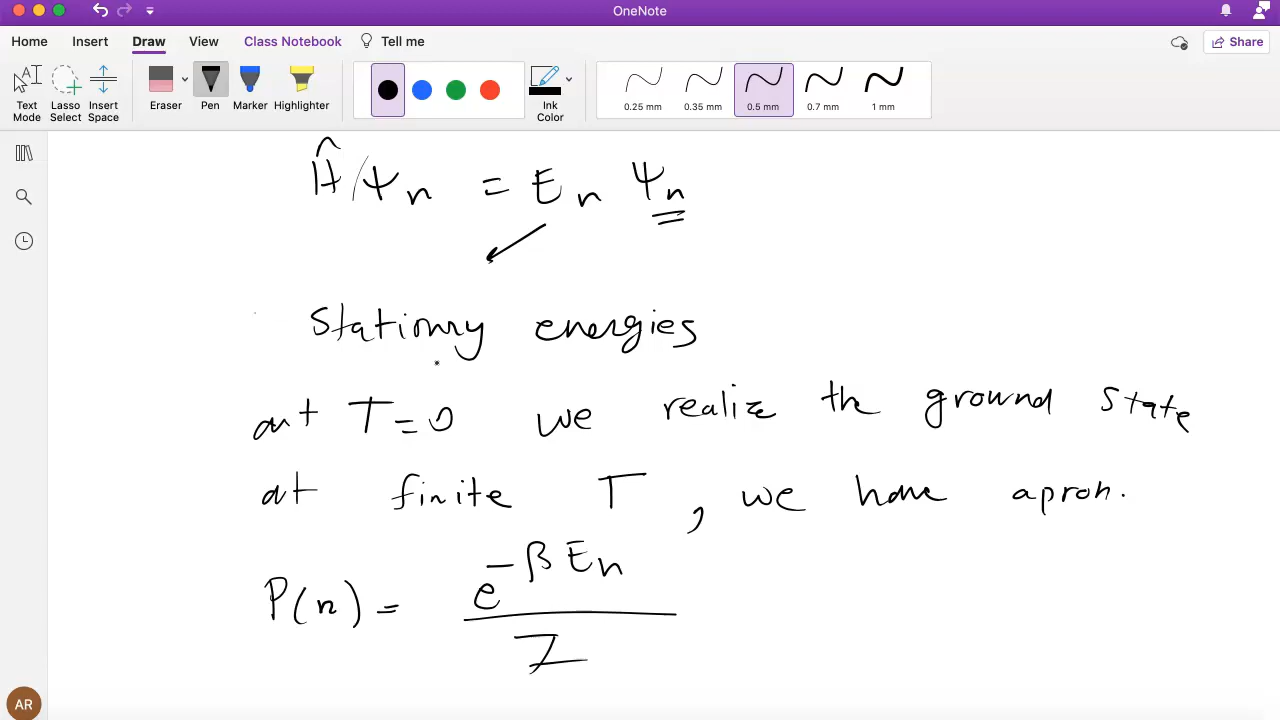 OneNote
Home Insert Draw View Class Notebook Tell me Share
Text Mode Lasso Select Insert Space Eraser Pen Marker Highlighter Ink Color 0.25 mm 0.35 mm 0.5 mm 0.7 mm 1 mm
Ĥ ψn = En ψn
Stationry energies
at T = 0 we realize the ground state
at finite T , we have a prob.
P(n) = e^-βEn / Z
AR